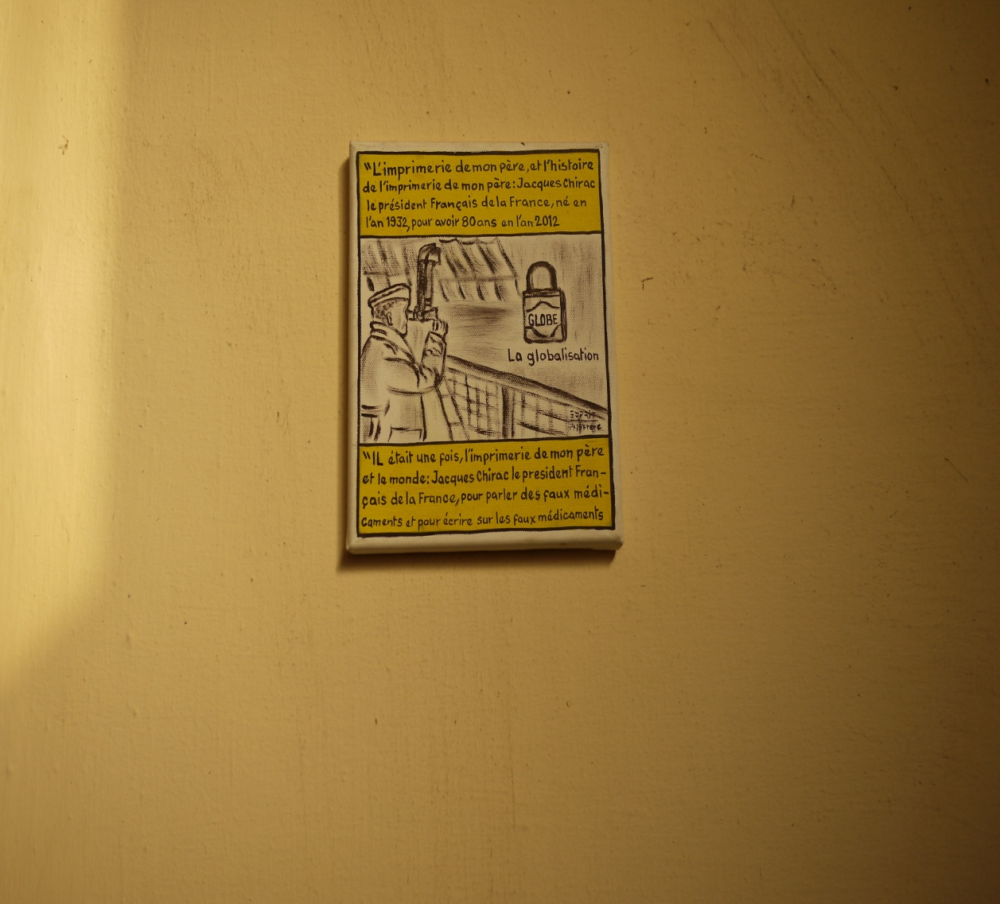 "L'imprimerie de mon père, et l'histoire
de l'imprimerie de mon père: Jacques Chirac
le président Français de la France, né en
l'an 1932, pour avoir 80 ans en l'an 2012
GLOBE
La globalisation
"IL était une fois, l'imprimerie de mon père
et le monde: Jacques Chirac le president Fran-
çais de la France, pour parler des faux médi-
caments et pour écrire sur les faux médicaments